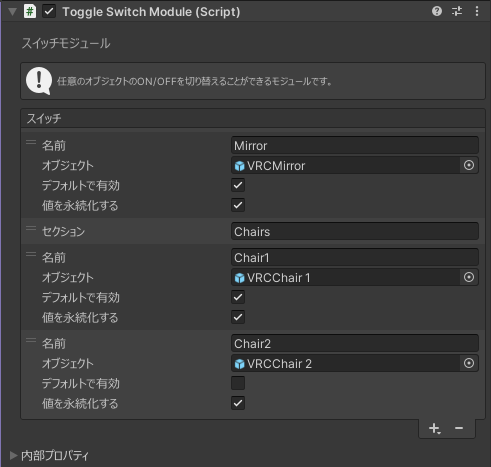 Toggle Switch Module (Script)
スイッチモジュール
任意のオブジェクトのON/OFFを切り替えることができるモジュールです。
スイッチ
名前 Mirror
オブジェクト VRCMirror
デフォルトで有効
値を永続化する
セクション Chairs
名前 Chair1
オブジェクト VRCChair 1
デフォルトで有効
値を永続化する
名前 Chair2
オブジェクト VRCChair 2
デフォルトで有効
値を永続化する
内部プロパティ